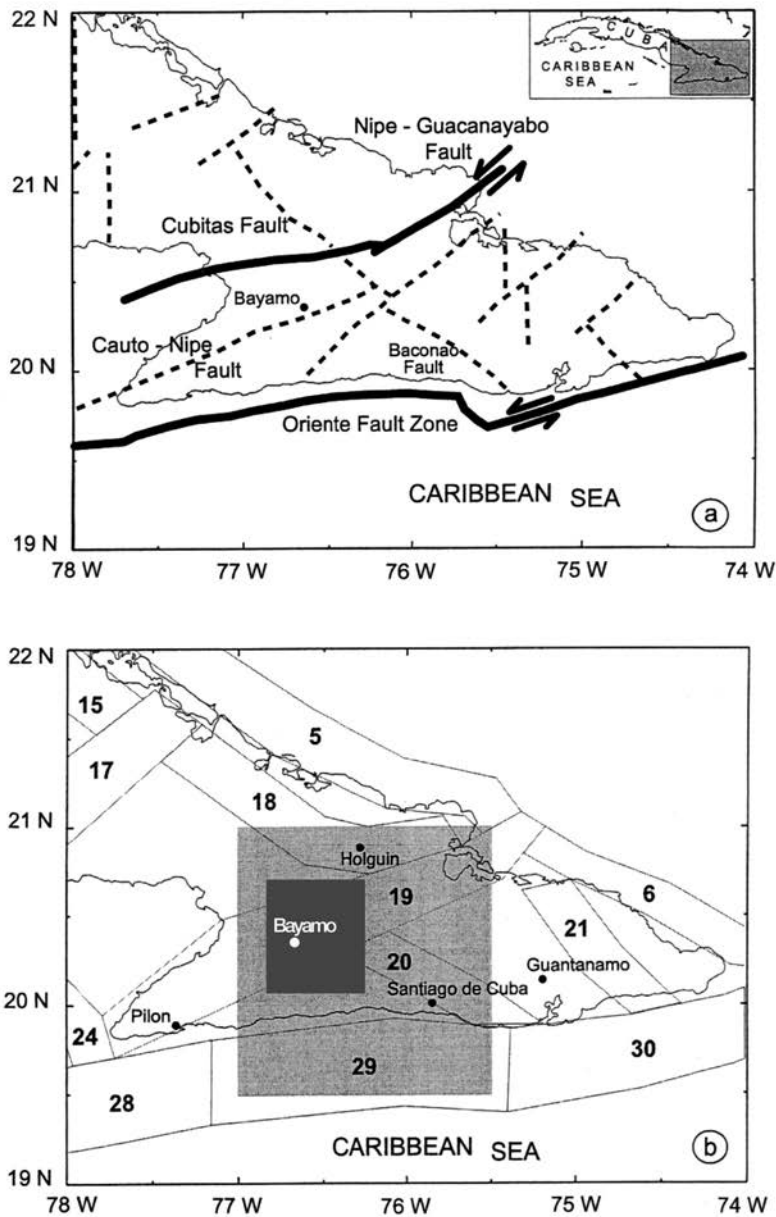 22 N
CUBA
CARIBBEAN
SEA
Nipe - Guacanayabo
Fault
21 N
Cubitas Fault
Bayamo
20 N
Cauto - Nipe
Fault
Baconao
Fault
Oriente Fault Zone
CARIBBEAN SEA
a
19 N
78 W 77 W 76 W 75 W 74 W
22 N
15
5
17
18
21 N
Holguin
6
19
Bayamo
21
20
Guantanamo
Santiago de Cuba
20 N
Pilon
24
29
30
28
CARIBBEAN SEA
b
19 N
78 W 77 W 76 W 75 W 74 W